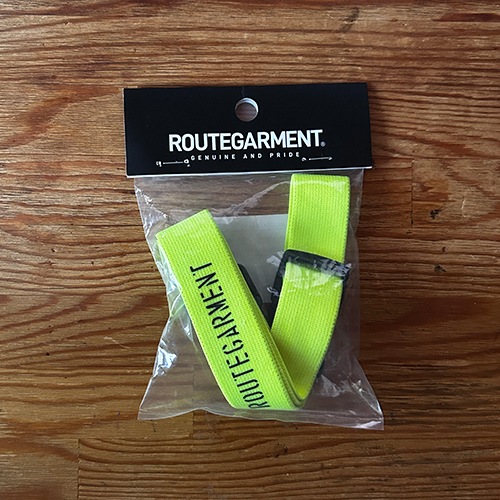 ROUTEGARMENT®
GENUINE AND PRIDE
ROUTEGARMENT